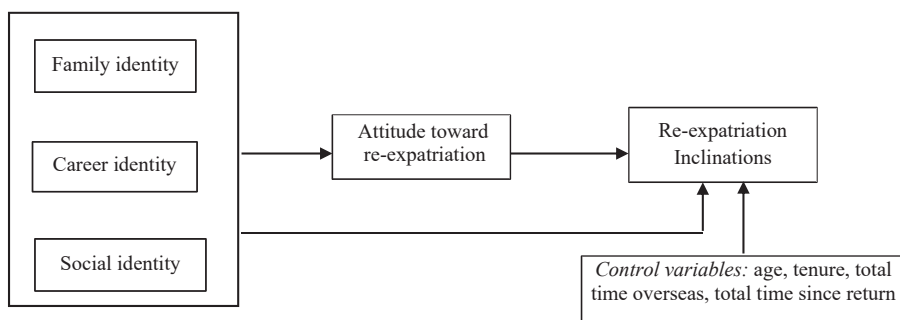 Family identity
Career identity
Social identity
Attitude toward
re-expatriation
Re-expatriation
Inclinations
Control variables: age, tenure, total
time overseas, total time since return